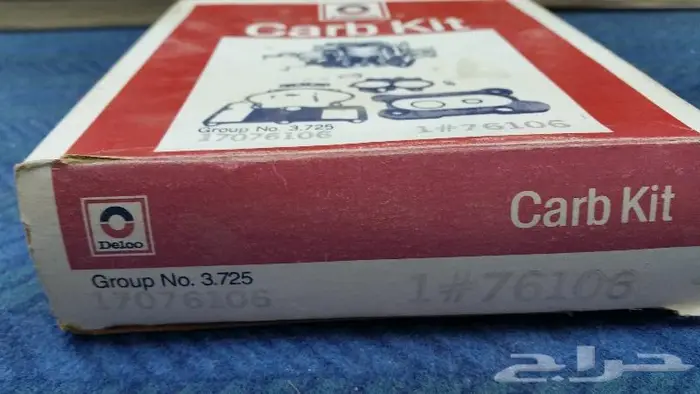 Carb Kit
Group No. 3.725
17076106
1#76106
Delco
Carb Kit
Group No. 3.725
17076106
1#76106
حراج